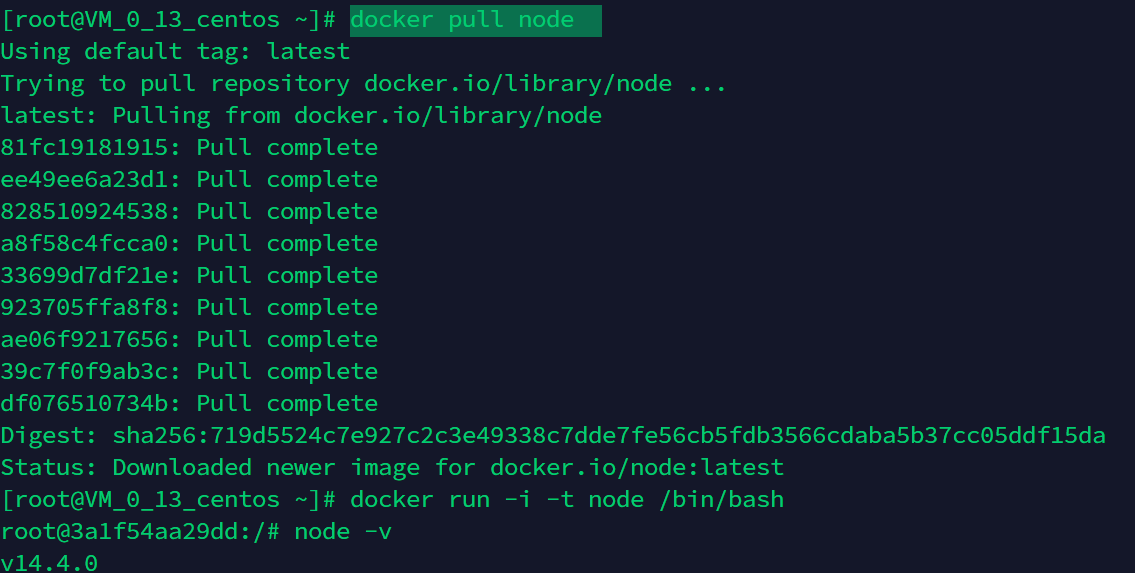 [root@VM_0_13_centos ~]# docker pull node
Using default tag: latest
Trying to pull repository docker.io/library/node ...
latest: Pulling from docker.io/library/node
81fc19181915: Pull complete
ee49ee6a23d1: Pull complete
828510924538: Pull complete
a8f58c4fcca0: Pull complete
33699d7df21e: Pull complete
923705ffa8f8: Pull complete
ae06f9217656: Pull complete
39c7f0f9ab3c: Pull complete
df076510734b: Pull complete
Digest: sha256:719d5524c7e927c2c3e49338c7dde7fe56cb5fdb3566cdaba5b37cc05ddf15da
Status: Downloaded newer image for docker.io/node:latest
[root@VM_0_13_centos ~]# docker run -i -t node /bin/bash
root@3a1f54aa29dd:/# node -v
v14.4.0